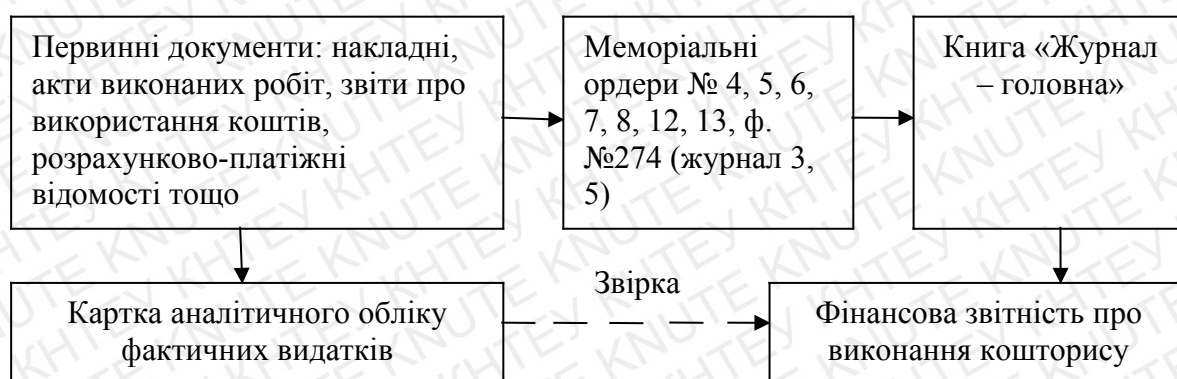 Первинні документи: накладні,
акти виконаних робіт, звіти про
використання коштів,
розрахунково-платіжні
відомості тощо
Меморіальні
ордери № 4, 5, 6,
7, 8, 12, 13, ф.
№274 (журнал 3,
5)
Книга «Журнал
– головна»
Картка аналітичного обліку
фактичних видатків
Звірка
Фінансова звітність про
виконання кошторису